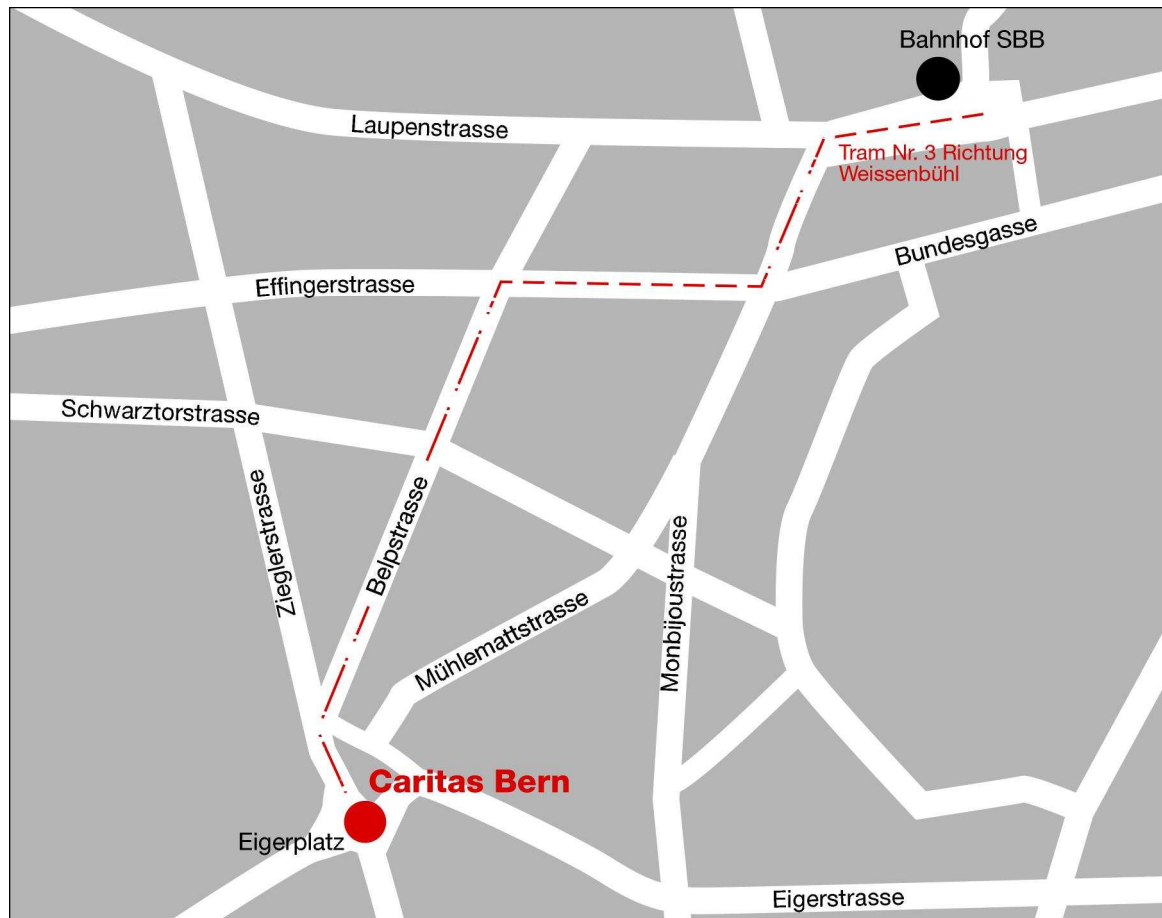 Bahnhof SBB
Laupenstrasse
Tram Nr. 3 Richtung
Weissenbühl
Bundesgasse
Effingerstrasse
Schwarztorstrasse
Zieglerstrasse
Belpstrasse
Mühlemattstrasse
Monbijoustrasse
Caritas Bern
Eigerplatz
Eigerstrasse